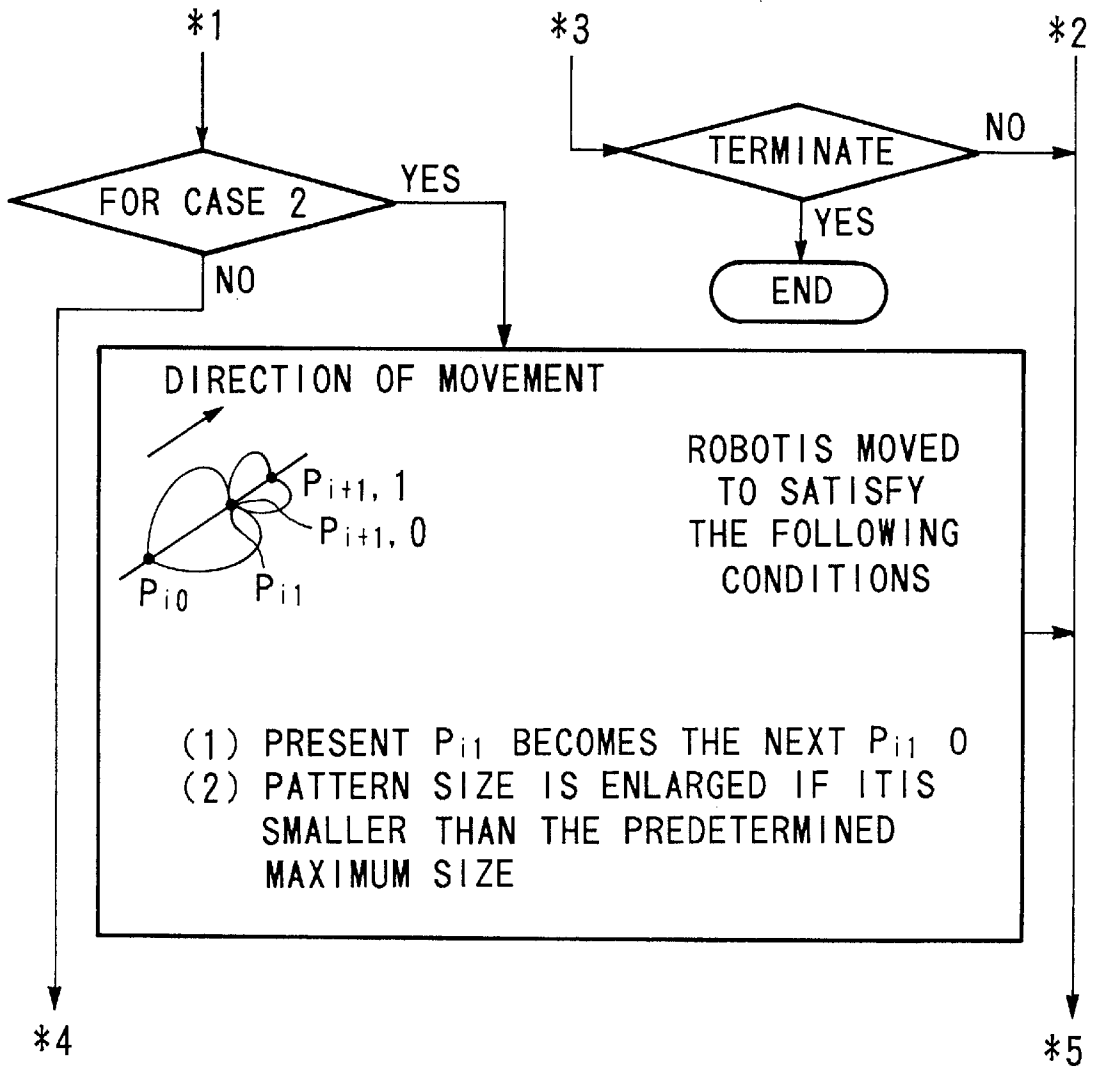 *1
*3
*2
FOR CASE 2
YES
NO
TERMINATE
NO
YES
END
DIRECTION OF MOVEMENT
Pi+1, 1
Pi+1, 0
Pi0
Pi1
ROBOTIS MOVED
TO SATISFY
THE FOLLOWING
CONDITIONS
(1) PRESENT Pi1 BECOMES THE NEXT Pi1 0
(2) PATTERN SIZE IS ENLARGED IF ITIS
SMALLER THAN THE PREDETERMINED
MAXIMUM SIZE
*4
*5